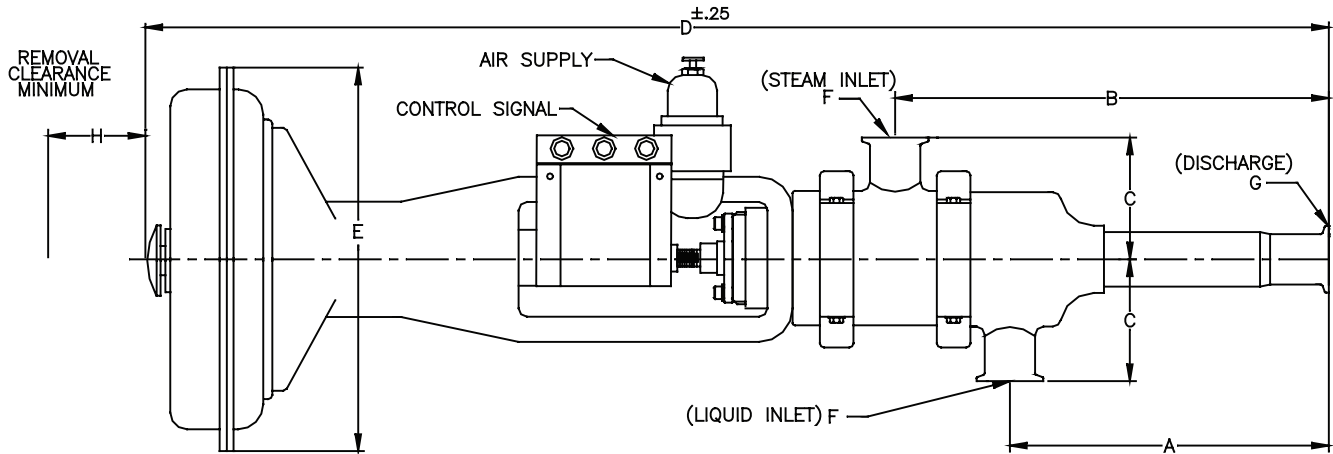 ±.25
D
REMOVAL
CLEARANCE
MINIMUM
AIR SUPPLY
(STEAM INLET)
F
B
CONTROL SIGNAL
H
(DISCHARGE)
G
C
E
C
(LIQUID INLET) F
A